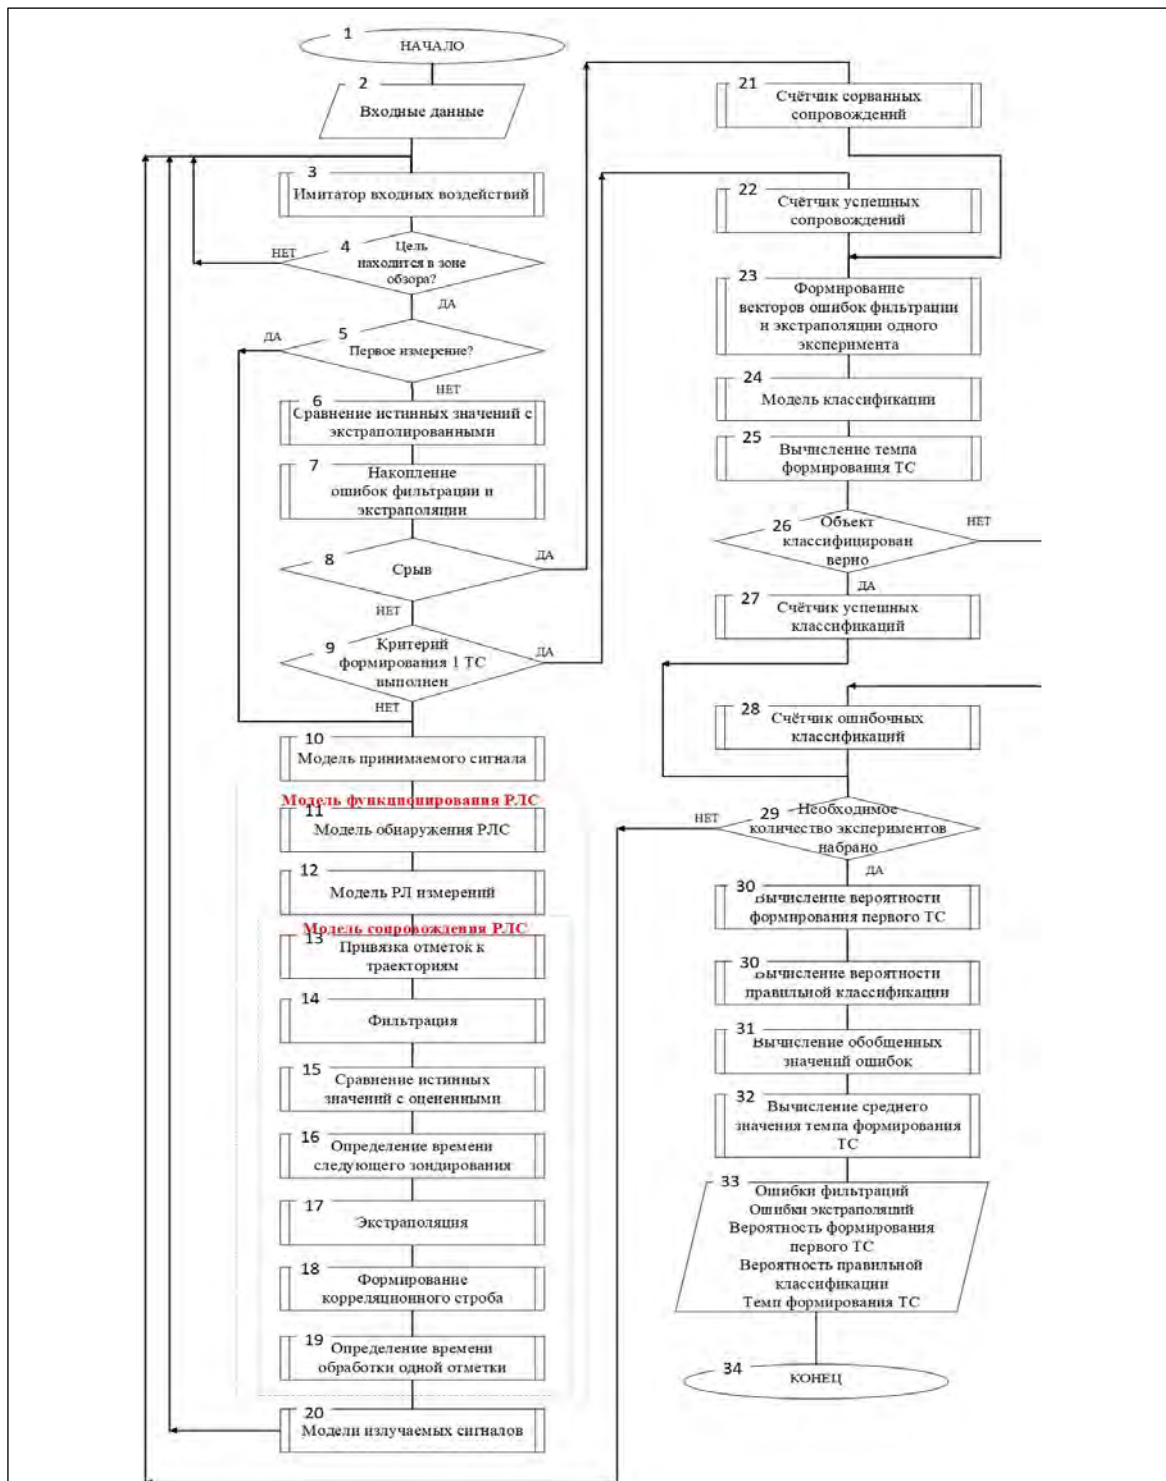 1
НАЧАЛО
2
Входные данные
3
Имитатор входных воздействий
4
Цель
находится в зоне
обзора?
НЕТ
ДА
5
Первое измерение?
ДА
НЕТ
6
Сравнение истинных значений с
экстраполированными
7
Накопление
ошибок фильтрации и
экстраполяции
8
Срыв
ДА
НЕТ
9
Критерий
формирования 1 ТС
выполнен
ДА
НЕТ
10
Модель принимаемого сигнала
Модель функционирования РЛС
11
Модель обнаружения РЛС
12
Модель РЛ измерений
Модель сопровождения РЛС
13
Привязка отметок к
траекториям
14
Фильтрация
15
Сравнение истинных
значений с оцененными
16
Определение времени
следующего зондирования
17
Экстраполяция
18
Формирование
корреляционного строба
19
Определение времени
обработки одной отметки
20
Модели излучаемых сигналов
21
Счётчик сорванных
сопровождений
22
Счётчик успешных
сопровождений
23
Формирование
векторов ошибок фильтрации
и экстраполяции одного
эксперимента
24
Модель классификации
25
Вычисление темпа
формирования ТС
26
Объект
классифицирован
верно
НЕТ
ДА
27
Счётчик успешных
классификаций
28
Счётчик ошибочных
классификаций
29
Необходимое
количество экспериментов
набрано
НЕТ
ДА
30
Вычисление вероятности
формирования первого ТС
30
Вычисление вероятности
правильной классификации
31
Вычисление обобщенных
значений ошибок
32
Вычисление среднего
значения темпа формирования
ТС
33
Ошибки фильтраций
Ошибки экстраполяций
Вероятность формирования
первого ТС
Вероятность правильной
классификации
Темп формирования ТС
34
КОНЕЦ